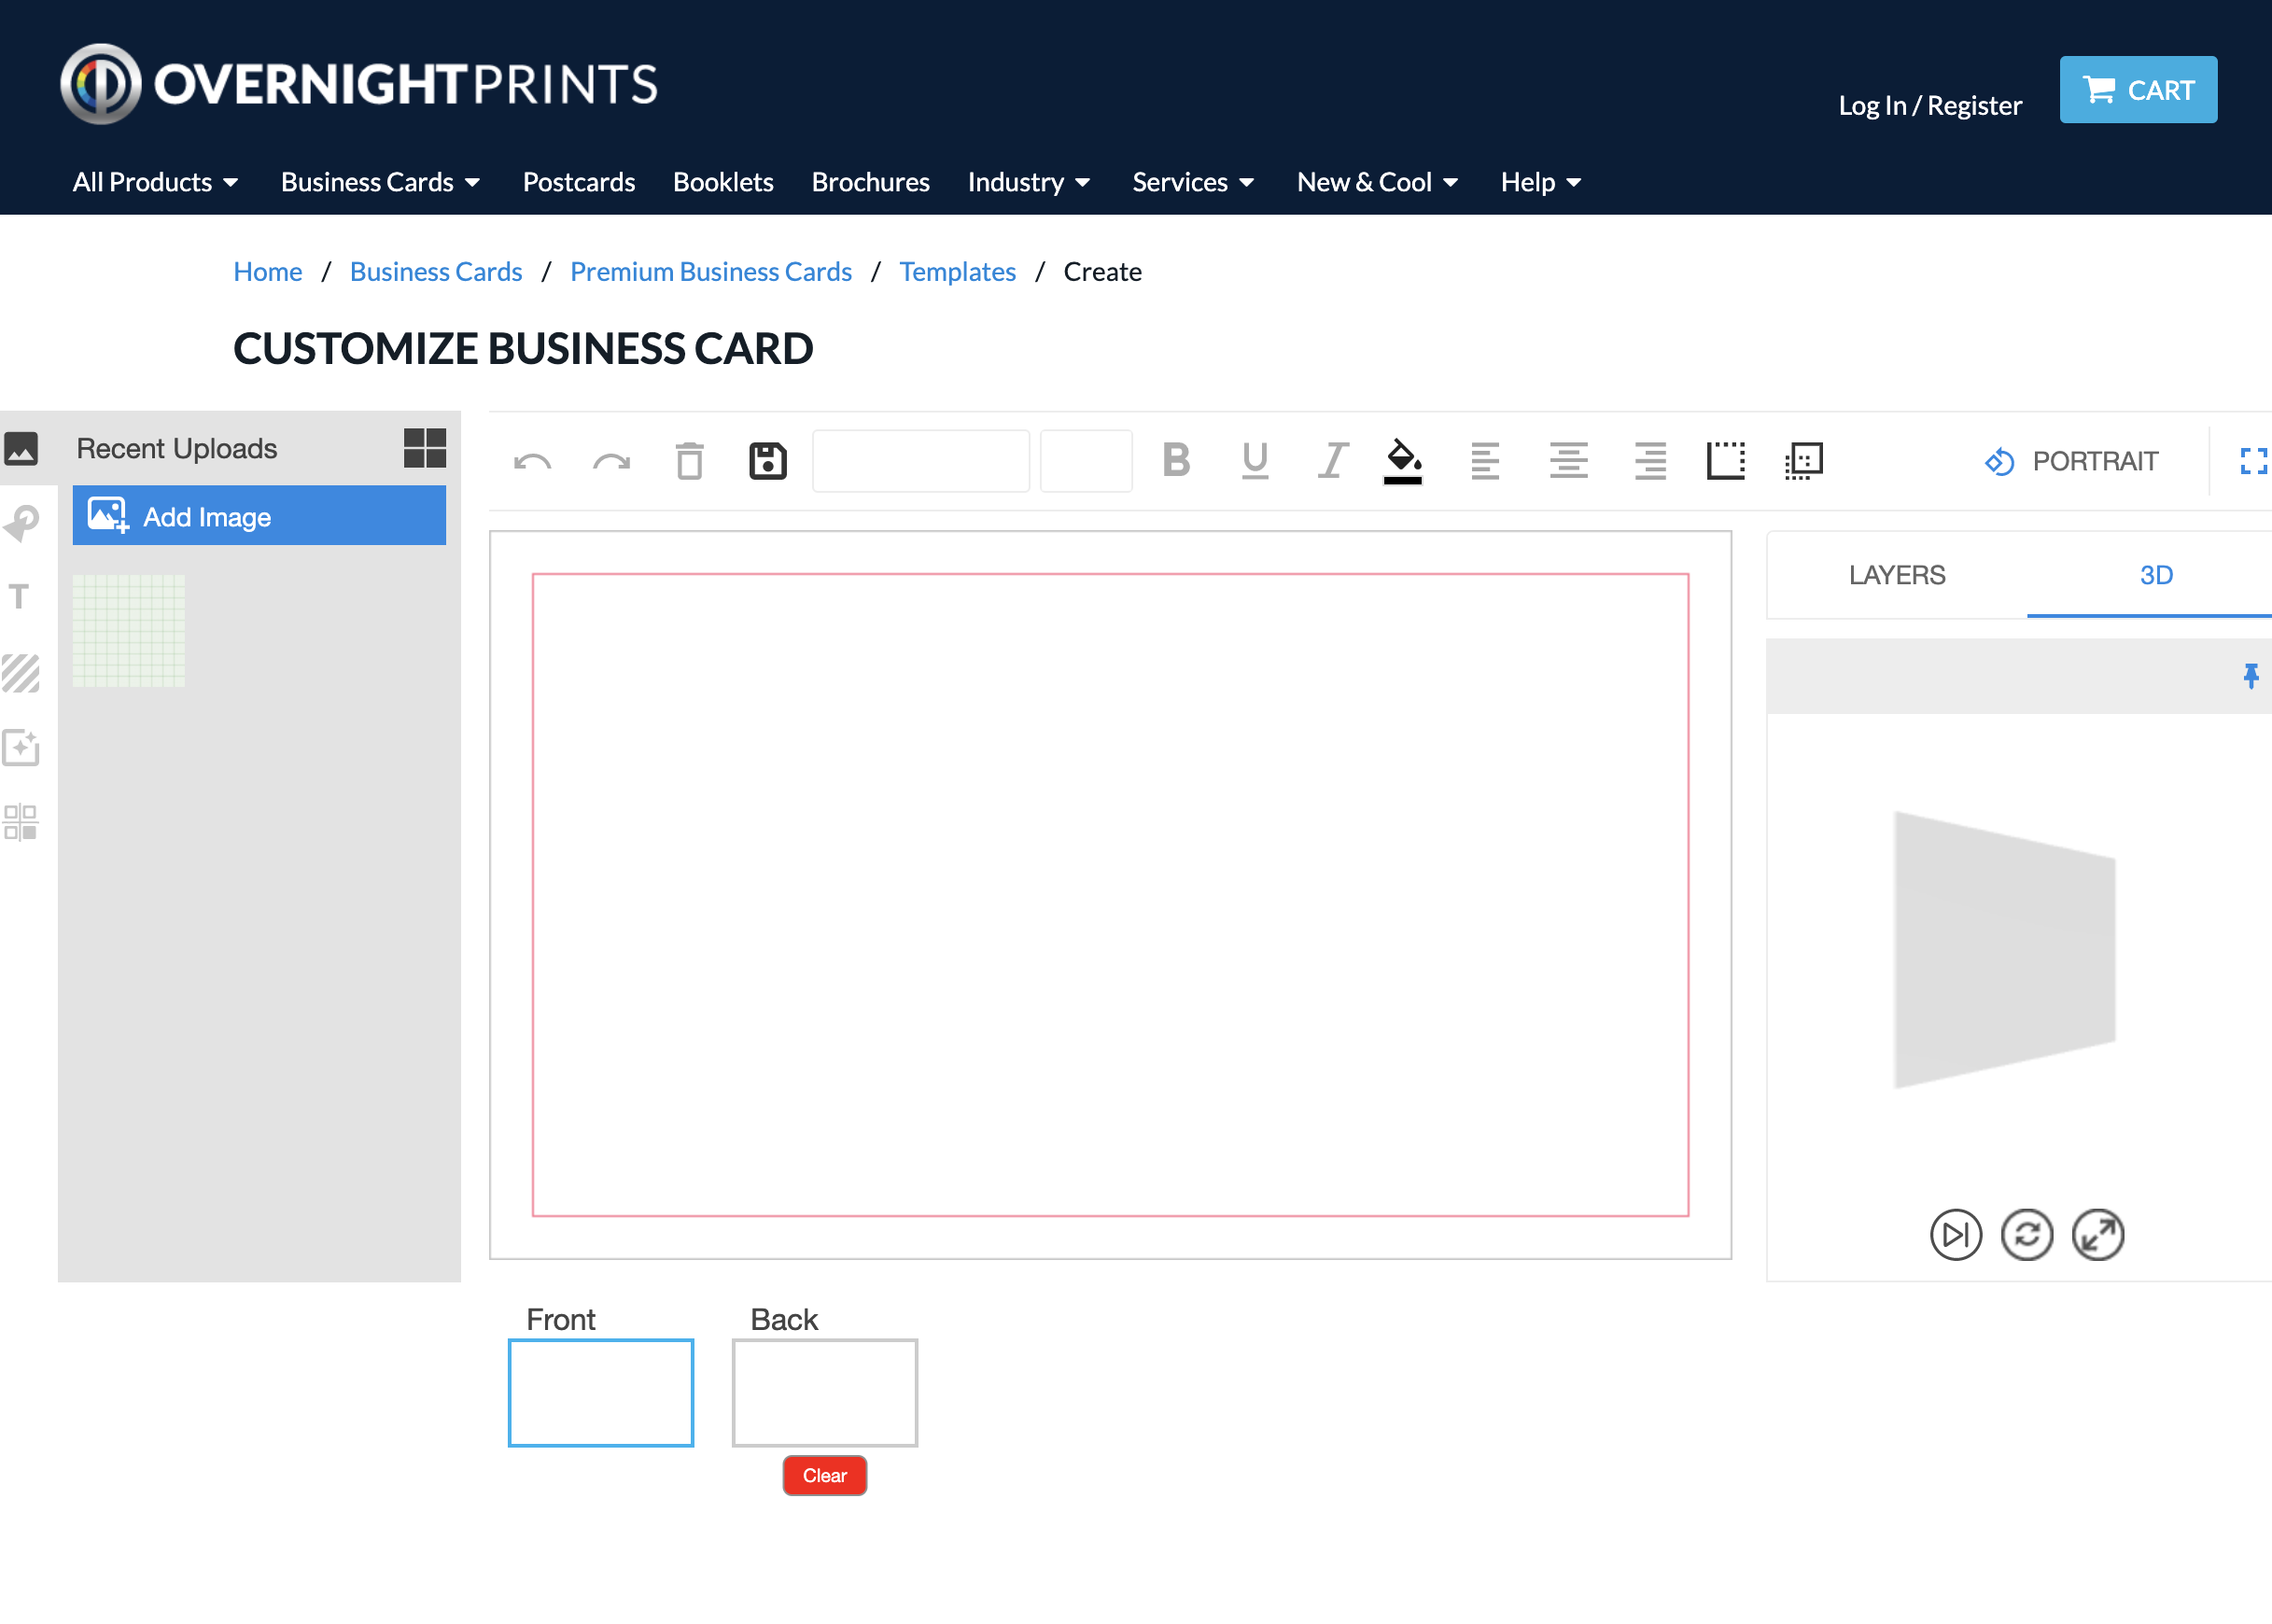 OVERNIGHTPRINTS
Log In / Register
CART
All Products
Business Cards
Postcards
Booklets
Brochures
Industry
Services
New & Cool
Help
Home / Business Cards / Premium Business Cards / Templates / Create
CUSTOMIZE BUSINESS CARD
Recent Uploads
Add Image
T
B
U
I
PORTRAIT
LAYERS
3D
Front
Back
Clear